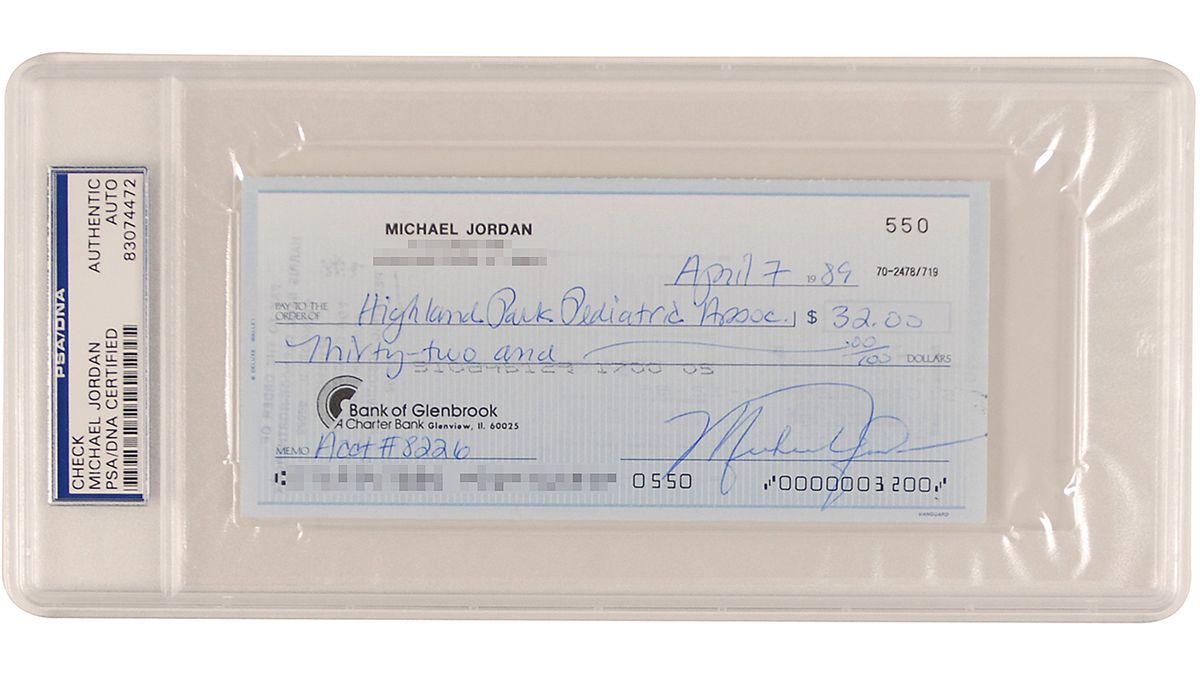 CHECK
MICHAEL JORDAN
PSA/DNA CERTIFIED
AUTHENTIC
AUTO
83074472
PSA/DNA
MICHAEL JORDAN
550
April 7 1989
70-2478/719
PAY TO THE
ORDER OF Highland Park Pediatric Assoc. $ 32.00
Thirty-two and 00/100 DOLLARS
Bank of Glenbrook
A Charter Bank Glenview, Il. 60025
MEMO Acct #8226 Michael Jordan
0550 0000003200
VANGUARD